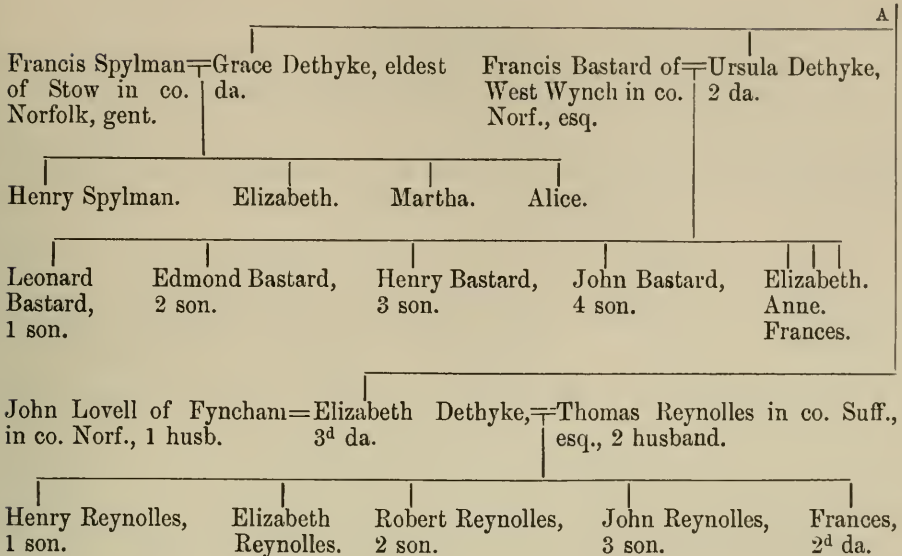 A
Francis Spylman=Grace Dethyke, eldest
of Stow in co. da.
Norfolk, gent.
Francis Bastard of=Ursula Dethyke,
West Wynch in co. 2 da.
Norf., esq.
Henry Spylman. Elizabeth. Martha. Alice.
Leonard
Bastard,
1 son.
Edmond Bastard,
2 son.
Henry Bastard,
3 son.
John Bastard,
4 son.
Elizabeth.
Anne.
Frances.
John Lovell of Fyncham=Elizabeth Dethyke,=Thomas Reynolles in co. Suff.,
in co. Norf., 1 husb. 3d da. esq., 2 husband.
Henry Reynolles,
1 son.
Elizabeth
Reynolles.
Robert Reynolles,
2 son.
John Reynolles,
3 son.
Frances,
2d da.